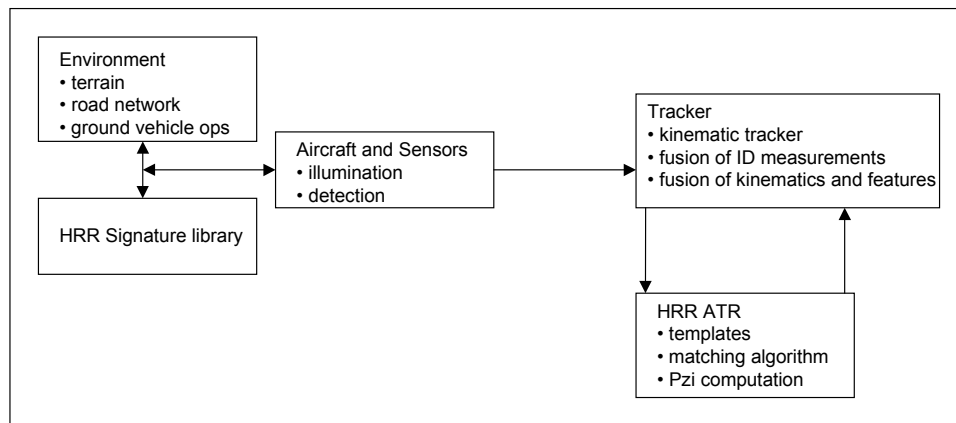 Environment
• terrain
• road network
• ground vehicle ops
HRR Signature library
Aircraft and Sensors
• illumination
• detection
Tracker
• kinematic tracker
• fusion of ID measurements
• fusion of kinematics and features
HRR ATR
• templates
• matching algorithm
• Pzi computation